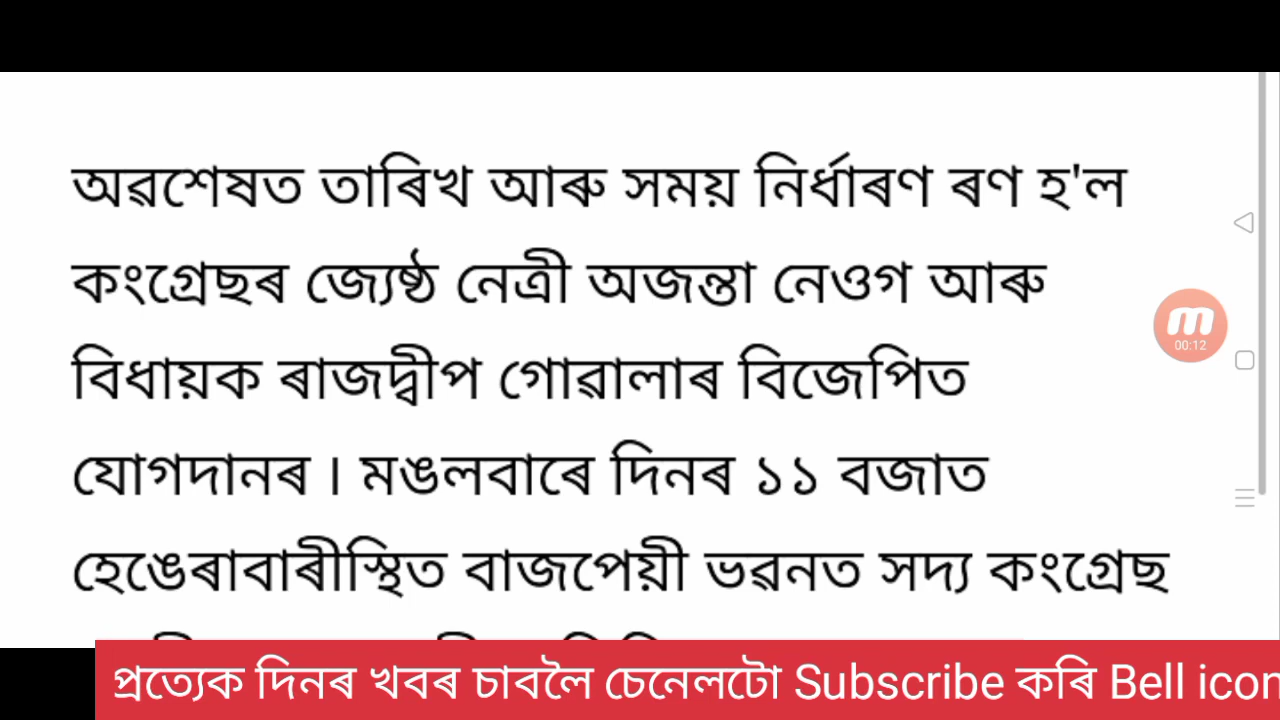 অৱশেষত তাৰিখ আৰু সময় নিৰ্ধাৰণ ৰণ হ'ল
কংগ্ৰেছৰ জ্যেষ্ঠ নেত্ৰী অজন্তা নেওগ আৰু
বিধায়ক ৰাজদ্বীপ গোৱালাৰ বিজেপিত
যোগদানৰ । মঙলবাৰে দিনৰ ১১ বজাত
হেঙেৰাবাৰীস্থিত বাজপেয়ী ভৱনত সদ্য কংগ্ৰেছ
00:12
প্ৰত্যেক দিনৰ খবৰ চাবলৈ চেনেলটো Subscribe কৰি Bell icon